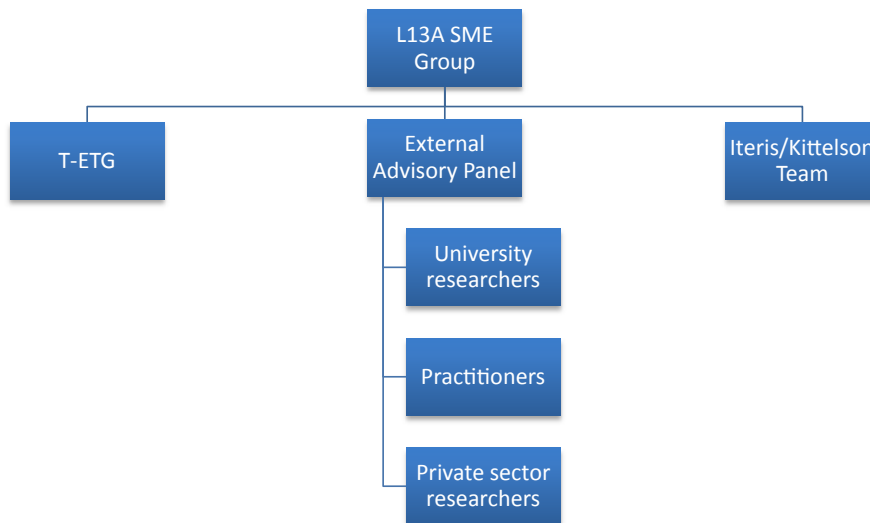 L13A SME
Group
T-ETG
External
Advisory Panel
Iteris/Kittelson
Team
University
researchers
Practitioners
Private sector
researchers